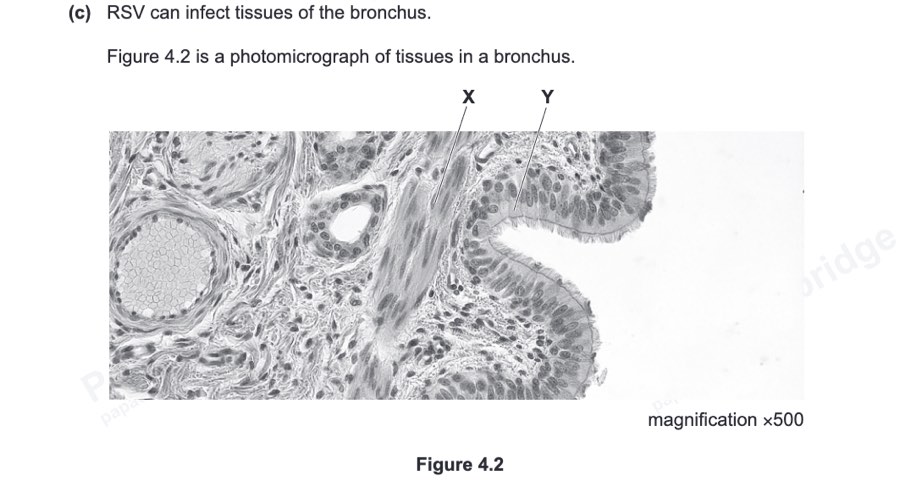 (c) RSV can infect tissues of the bronchus.
Figure 4.2 is a photomicrograph of tissues in a bronchus.
X Y
magnification ×500
Figure 4.2